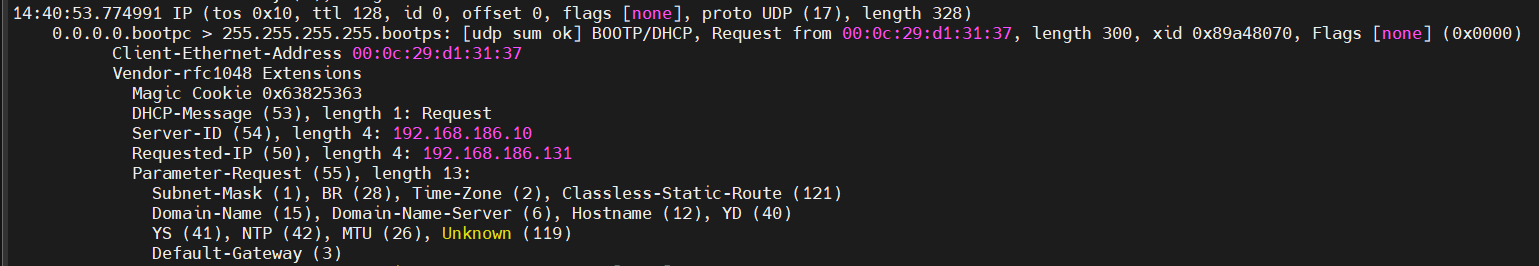 14:40:53.774991 IP (tos 0x10, ttl 128, id 0, offset 0, flags [none], proto UDP (17), length 328)
0.0.0.0.bootpc > 255.255.255.255.bootps: [udp sum ok] BOOTP/DHCP, Request from 00:0c:29:d1:31:37, length 300, xid 0x89a48070, Flags [none] (0x0000)
Client-Ethernet-Address 00:0c:29:d1:31:37
Vendor-rfc1048 Extensions
Magic Cookie 0x63825363
DHCP-Message (53), length 1: Request
Server-ID (54), length 4: 192.168.186.10
Requested-IP (50), length 4: 192.168.186.131
Parameter-Request (55), length 13:
Subnet-Mask (1), BR (28), Time-Zone (2), Classless-Static-Route (121)
Domain-Name (15), Domain-Name-Server (6), Hostname (12), YD (40)
YS (41), NTP (42), MTU (26), Unknown (119)
Default-Gateway (3)